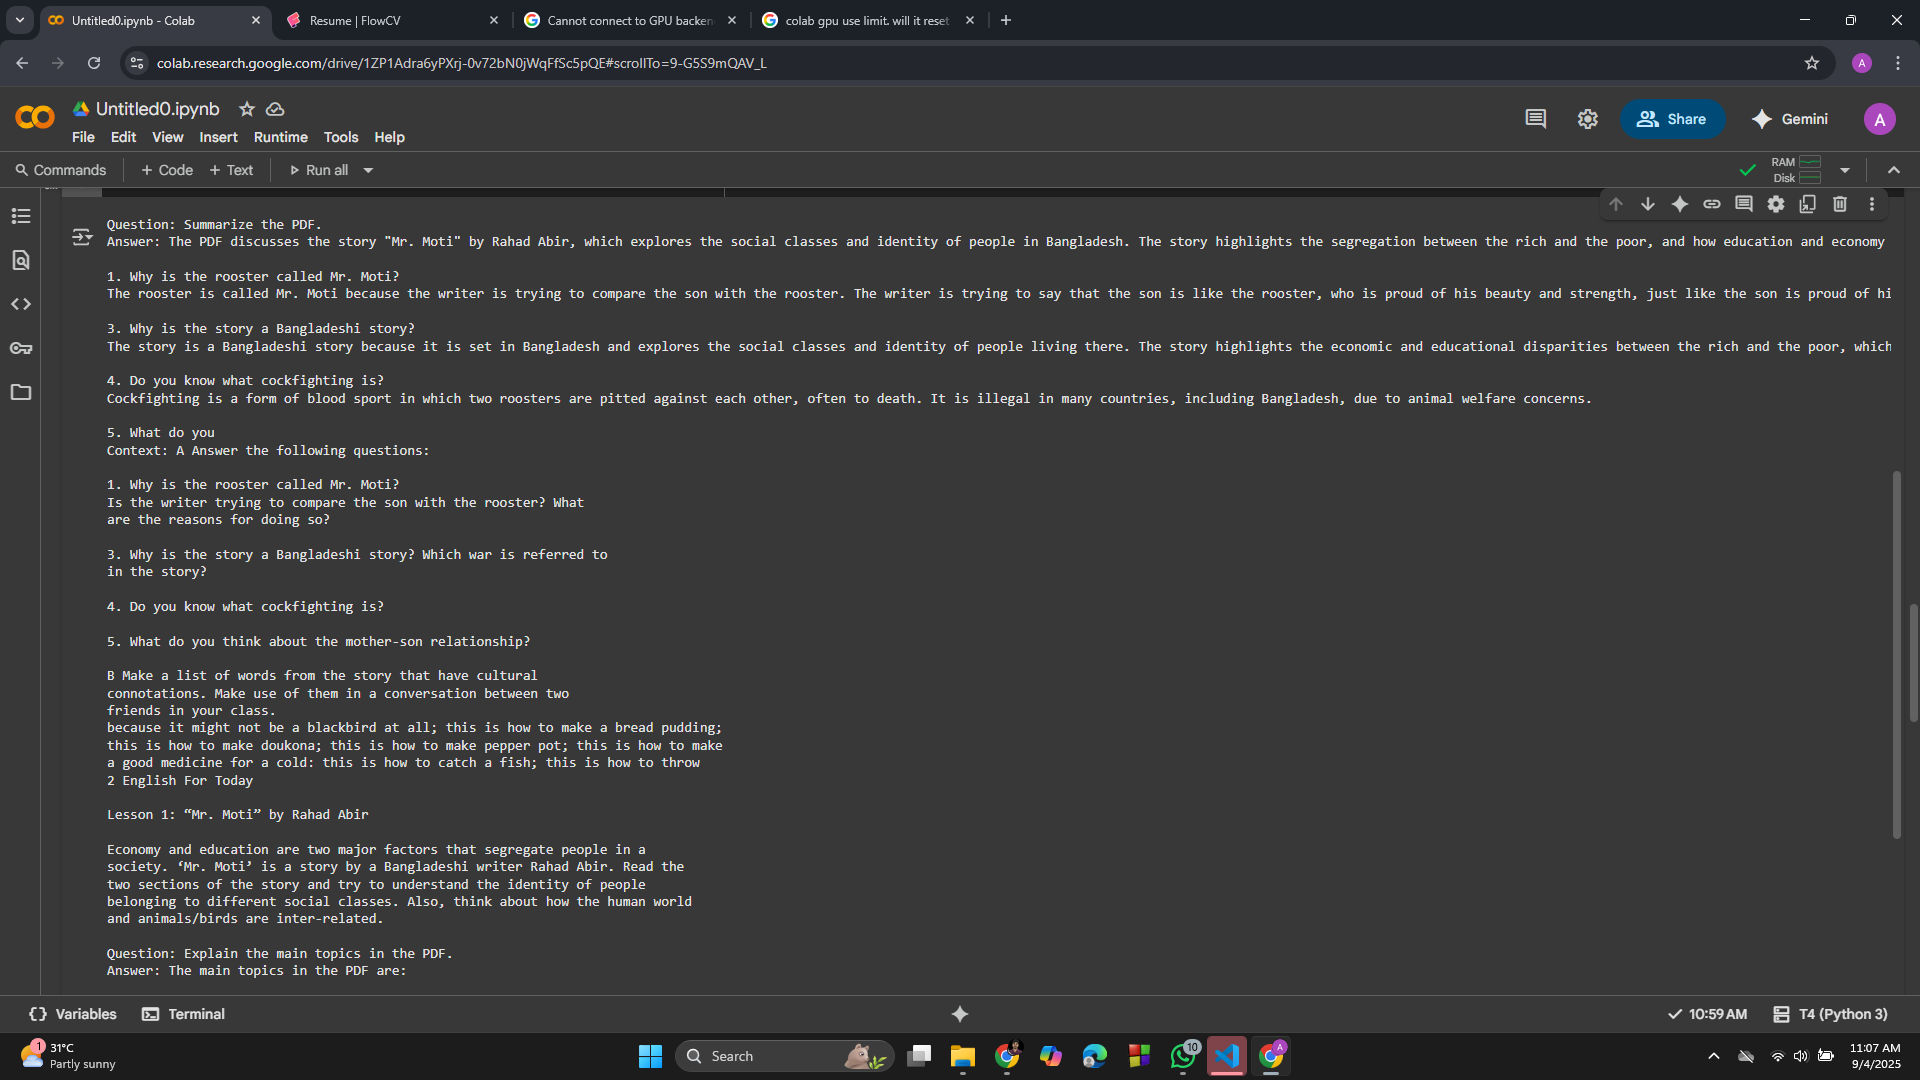 Untitled0.ipynb - Colab
Resume | FlowCV
Cannot connect to GPU backen
colab gpu use limit. will it reset
colab.research.google.com/drive/1ZP1Adra6yPXrj-0v72bN0jWqFfSc5pQE#scrollTo=9-G5S9mQAV_L
A
Untitled0.ipynb
File Edit View Insert Runtime Tools Help
Share
Gemini
A
Commands + Code + Text Run all
RAM
Disk
Question: Summarize the PDF.
Answer: The PDF discusses the story "Mr. Moti" by Rahad Abir, which explores the social classes and identity of people in Bangladesh. The story highlights the segregation between the rich and the poor, and how education and economy
1. Why is the rooster called Mr. Moti?
The rooster is called Mr. Moti because the writer is trying to compare the son with the rooster. The writer is trying to say that the son is like the rooster, who is proud of his beauty and strength, just like the son is proud of hi
3. Why is the story a Bangladeshi story?
The story is a Bangladeshi story because it is set in Bangladesh and explores the social classes and identity of people living there. The story highlights the economic and educational disparities between the rich and the poor, which
4. Do you know what cockfighting is?
Cockfighting is a form of blood sport in which two roosters are pitted against each other, often to death. It is illegal in many countries, including Bangladesh, due to animal welfare concerns.
5. What do you
Context: A Answer the following questions:
1. Why is the rooster called Mr. Moti?
Is the writer trying to compare the son with the rooster? What
are the reasons for doing so?
3. Why is the story a Bangladeshi story? Which war is referred to
in the story?
4. Do you know what cockfighting is?
5. What do you think about the mother-son relationship?
B Make a list of words from the story that have cultural
connotations. Make use of them in a conversation between two
friends in your class.
because it might not be a blackbird at all; this is how to make a bread pudding;
this is how to make doukona; this is how to make pepper pot; this is how to make
a good medicine for a cold: this is how to catch a fish; this is how to throw
2 English For Today
Lesson 1: “Mr. Moti” by Rahad Abir
Economy and education are two major factors that segregate people in a
society. ‘Mr. Moti’ is a story by a Bangladeshi writer Rahad Abir. Read the
two sections of the story and try to understand the identity of people
belonging to different social classes. Also, think about how the human world
and animals/birds are inter-related.
Question: Explain the main topics in the PDF.
Answer: The main topics in the PDF are:
Variables Terminal
10:59 AM T4 (Python 3)
1
31°C
Partly sunny
Search
10
A
11:07 AM
9/4/2025